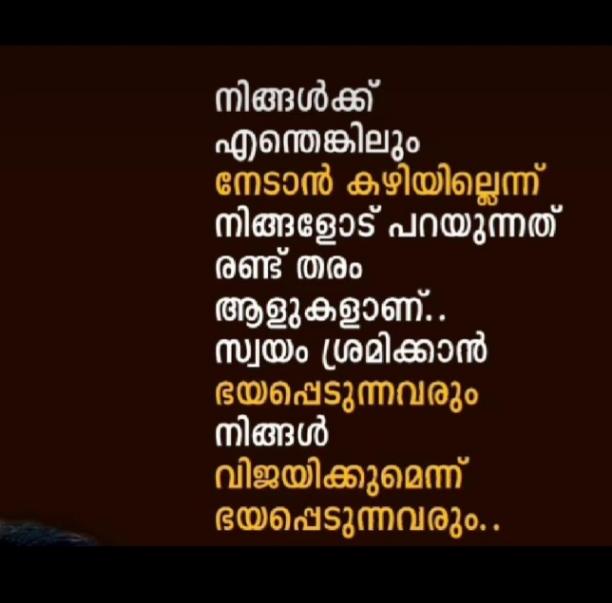 നിങ്ങൾക്ക്
എന്തെങ്കിലും
നേടാൻ കഴിയില്ലെന്ന്
നിങ്ങളോട് പറയുന്നത്
രണ്ട് തരം
ആളുകളാണ്..
സ്വയം ശ്രമിക്കാൻ
ഭയപ്പെടുന്നവരും
നിങ്ങൾ
വിജയിക്കുമെന്ന്
ഭയപ്പെടുന്നവരും..